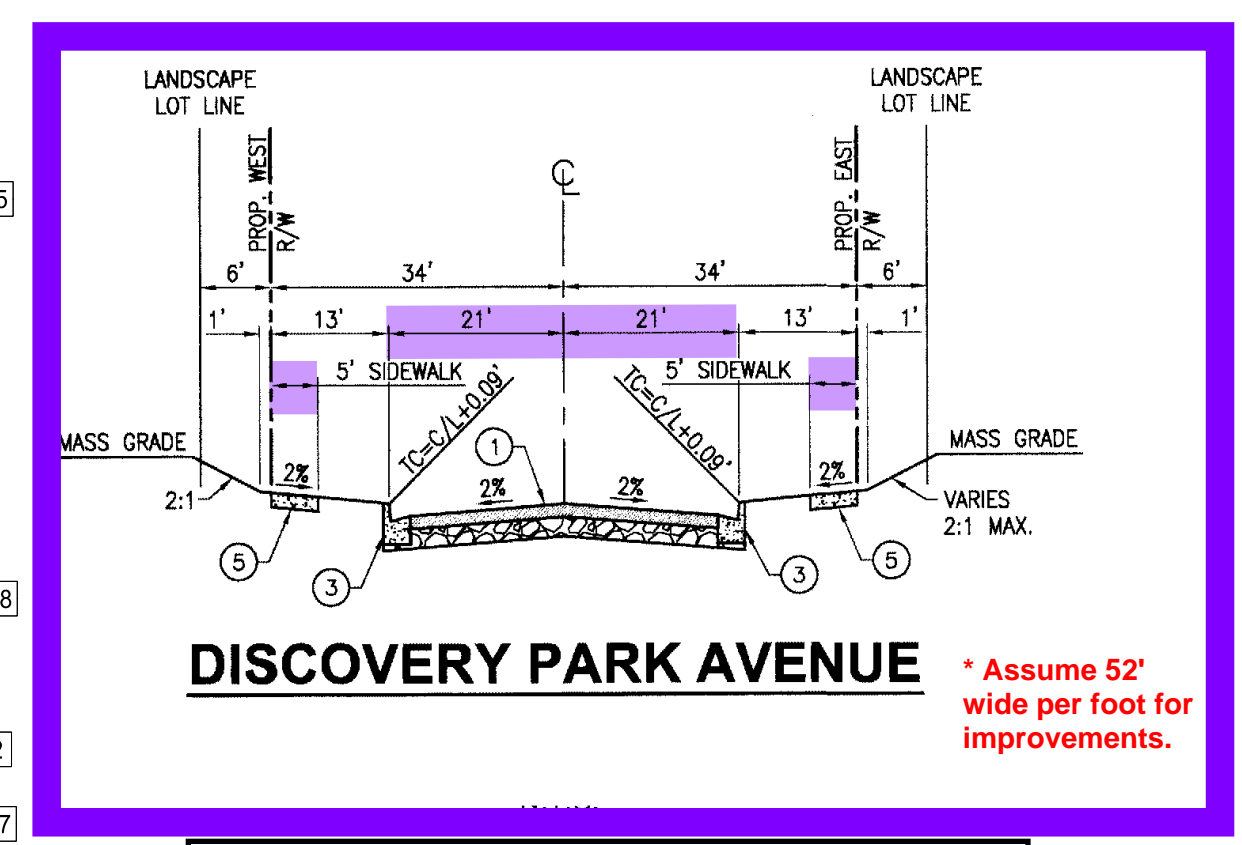 LANDSCAPE
LOT LINE
LANDSCAPE
LOT LINE
PROP. WEST
R/W
℄
PROP. EAST
R/W
5
6'
34'
34'
6'
1'
13'
21'
21'
13'
1'
5' SIDEWALK
5' SIDEWALK
TC=C/L+0.09'
TC=C/L+0.09'
MASS GRADE
MASS GRADE
1
2%
2%
2%
2%
2:1
VARIES
2:1 MAX.
5
3
3
5
8
DISCOVERY PARK AVENUE
* Assume 52'
wide per foot for
improvements.
2
7